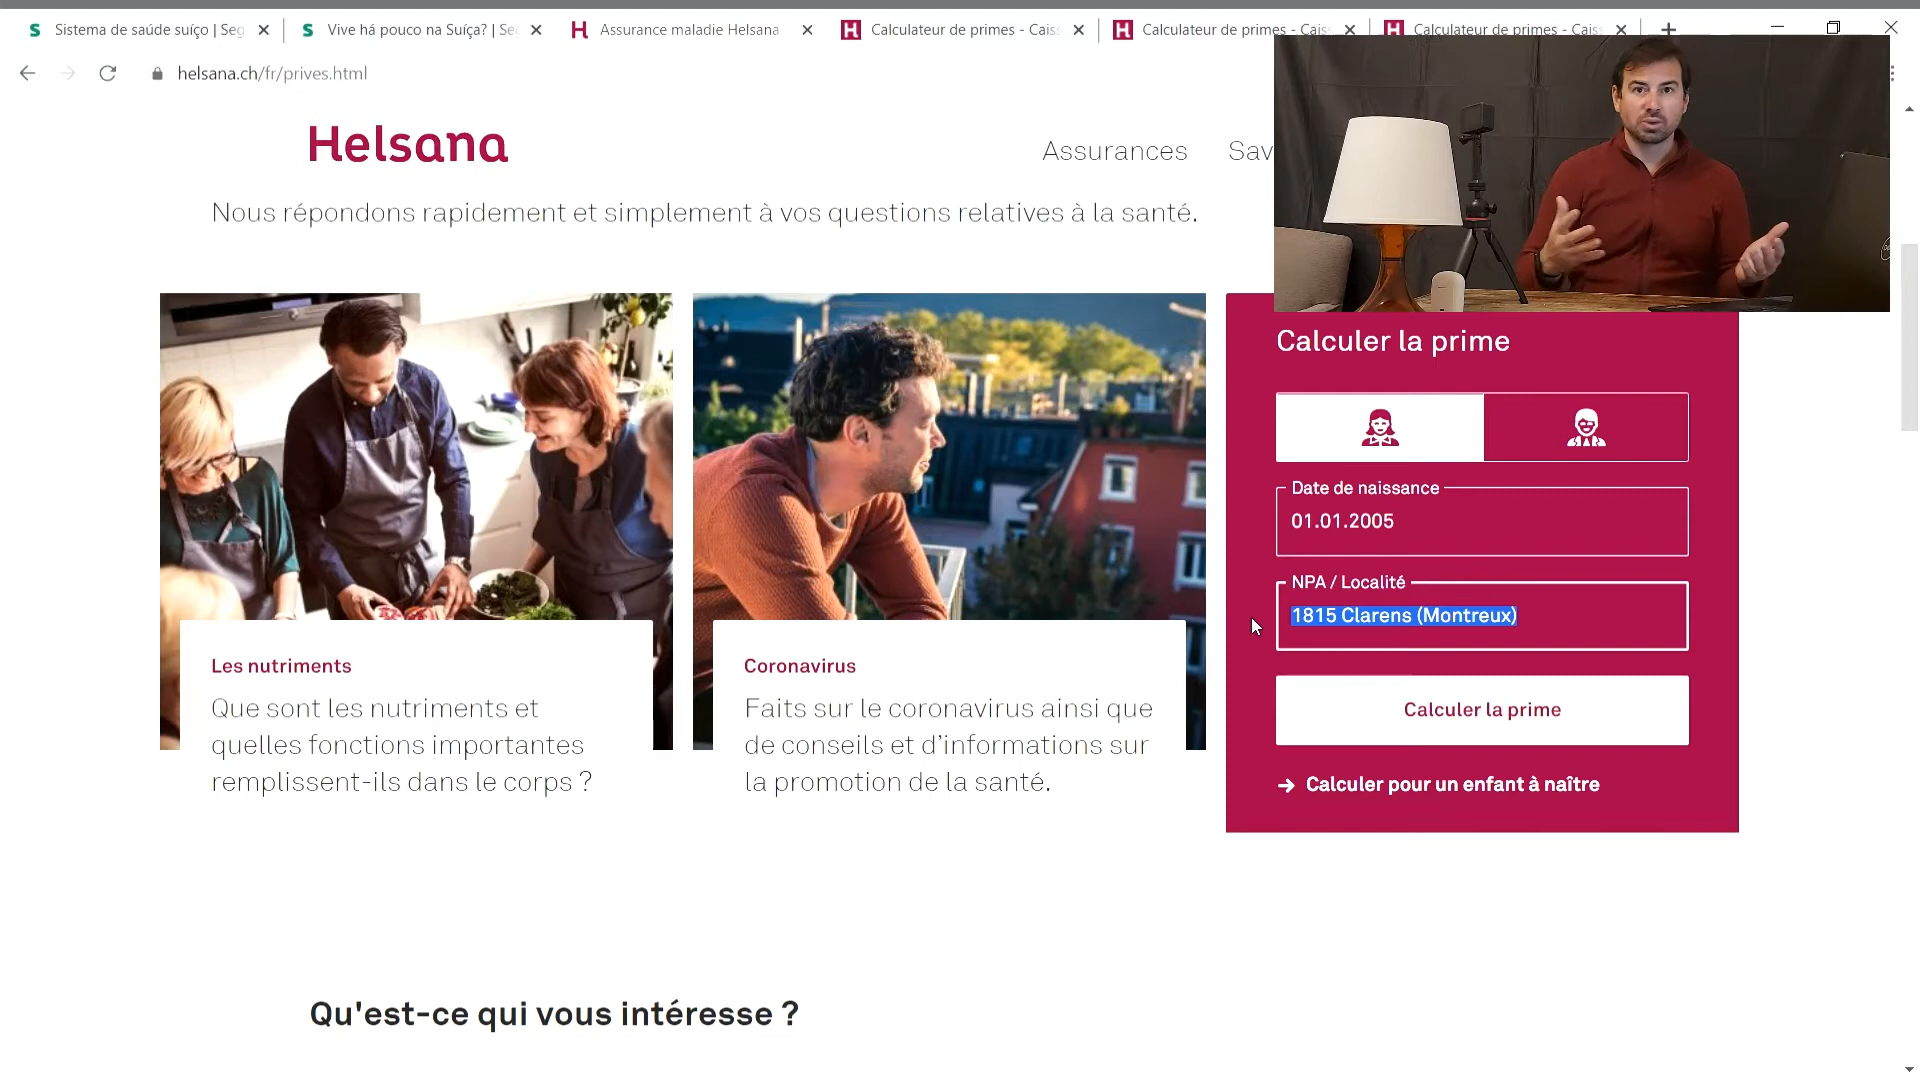 Sistema de saúde suíço | Seg
Vive há pouco na Suíça? | Se
Assurance maladie Helsana
Calculateur de primes - Caiss
Calculateur de primes - Caiss
Calculateur de primes - Caiss
helsana.ch/fr/prives.html
Helsana
Assurances
Sav
Nous répondons rapidement et simplement à vos questions relatives à la santé.
Les nutriments
Que sont les nutriments et
quelles fonctions importantes
remplissent-ils dans le corps ?
Coronavirus
Faits sur le coronavirus ainsi que
de conseils et d'informations sur
la promotion de la santé.
Calculer la prime
Date de naissance
01.01.2005
NPA / Localité
1815 Clarens (Montreux)
Calculer la prime
→ Calculer pour un enfant à naître
Qu'est-ce qui vous intéresse ?